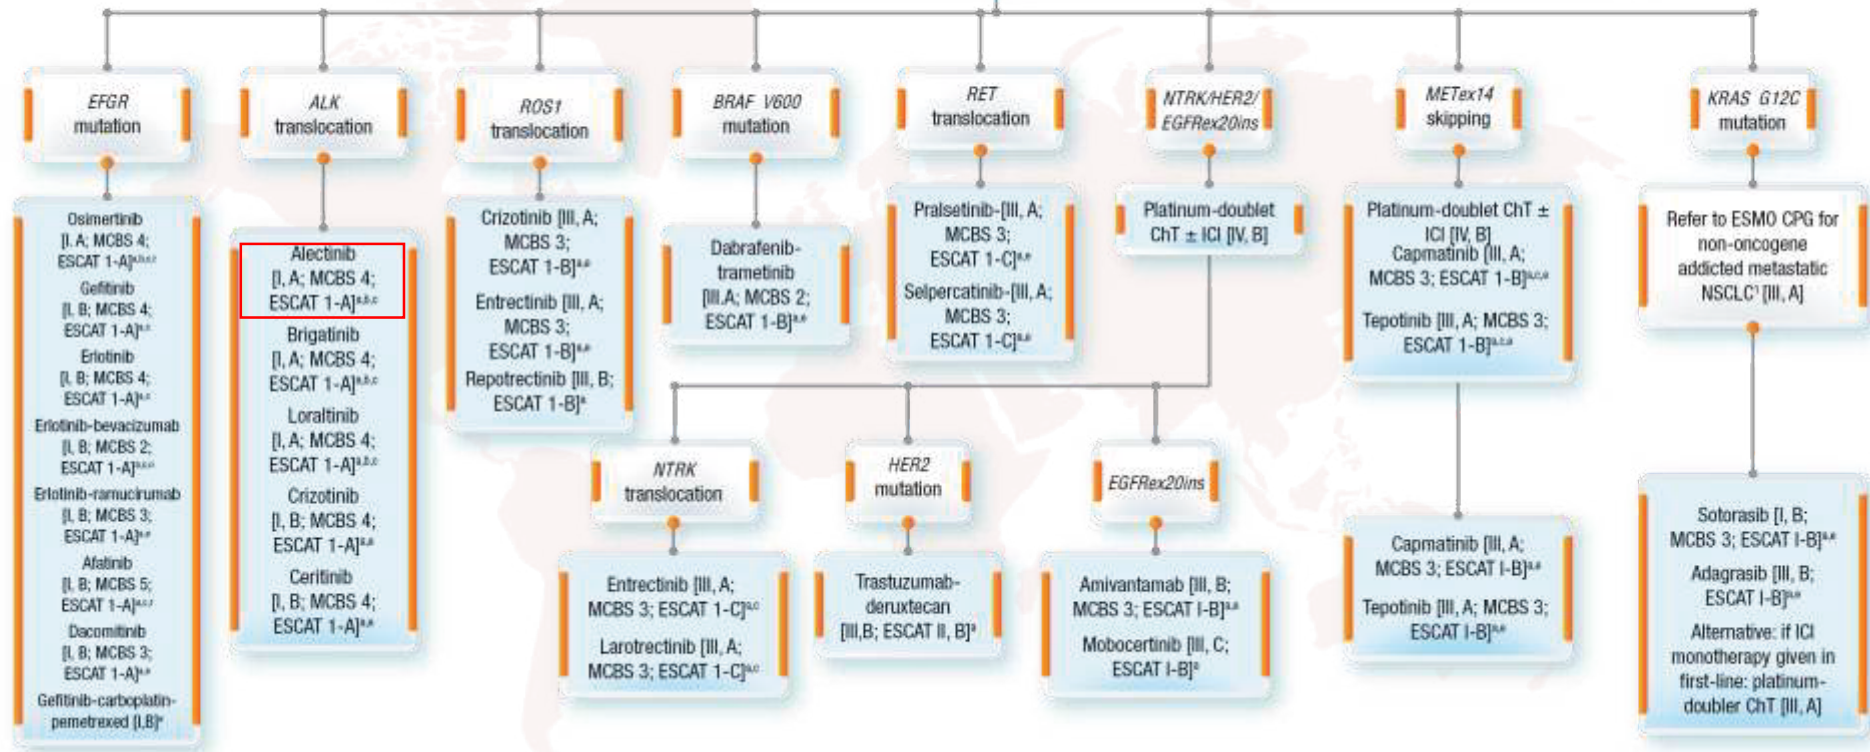 EFGR
mutation
ALK
translocation
ROS1
translocation
BRAF V600
mutation
RET
translocation
NTRK/HER2/
EGFRex20ins
METex14
skipping
KRAS G12C
mutation
Osimertinib
[I. A; MCBS 4;
ESCAT 1-A]
Gefitinib
[I, B; MCBS 4;
ESCAT 1-A]a,c
Erlotinib
[I, B; MCBS 4;
ESCAT 1-A]a,c
Erlotinib-bevacizumab
[I, B; MCBS 2;
ESCAT 1-A]
Erlotinib-ramucirumab
[I, B; MCBS 3;
ESCAT 1-A]a,e
Afatinib
[I, B; MCBS 5;
ESCAT 1-A]
Dacomitinib
[I, B; MCBS 3;
ESCAT 1-A]a,e
Gefitinib-carboplatin-
pemetrexed [I,B]
Alectinib
[I, A; MCBS 4;
ESCAT 1-A]a,b,c
Brigatinib
[I, A; MCBS 4;
ESCAT 1-A]a,b,c
Loraltinib
[I, A; MCBS 4;
ESCAT 1-A]a,b,c
Crizotinib
[I, B; MCBS 4;
ESCAT 1-A]a,e
Ceritinib
[I, B; MCBS 4;
ESCAT 1-A]a,e
Crizotinib [III, A;
MCBS 3;
ESCAT 1-B]a,e
Entrectinib [III, A;
MCBS 3;
ESCAT 1-B]a,e
Repotrectinib [III, B;
ESCAT 1-B]a
Dabrafenib-
trametinib
[III.A; MCBS 2;
ESCAT 1-B]a,e
Pralsetinib-[III, A;
MCBS 3;
ESCAT 1-C]a,e
Selpercatinib-[III, A;
MCBS 3;
ESCAT 1-C]a,e
Platinum-doublet
ChT ± ICI [IV, B]
Platinum-doublet ChT ±
ICI [IV, B]
Capmatinib [III, A;
MCBS 3; ESCAT 1-B]a,c,e
Tepotinib [III, A; MCBS 3;
ESCAT 1-B]a,c,e
Refer to ESMO CPG for
non-oncogene
addicted metastatic
NSCLC1 [III, A]
NTRK
translocation
HER2
mutation
EGFRex20ins
Entrectinib [III, A;
MCBS 3; ESCAT 1-C]a,c
Larotrectinib [III, A;
MCBS 3; ESCAT 1-C]a,c
Trastuzumab-
deruxtecan
[III,B; ESCAT II, B]a
Amivantamab [III, B;
MCBS 3; ESCAT I-B]a,e
Mobocertinib [III, C;
ESCAT I-B]
Capmatinib [III, A;
MCBS 3; ESCAT I-B]a,e
Tepotinib [III, A; MCBS 3;
ESCAT I-B]a,e
Sotorasib [I, B;
MCBS 3; ESCAT I-B]a,e
Adagrasib [III, B;
ESCAT I-B]a,e
Alternative: if ICI
monotherapy given in
first-line: platinum-
doubler ChT [III, A]